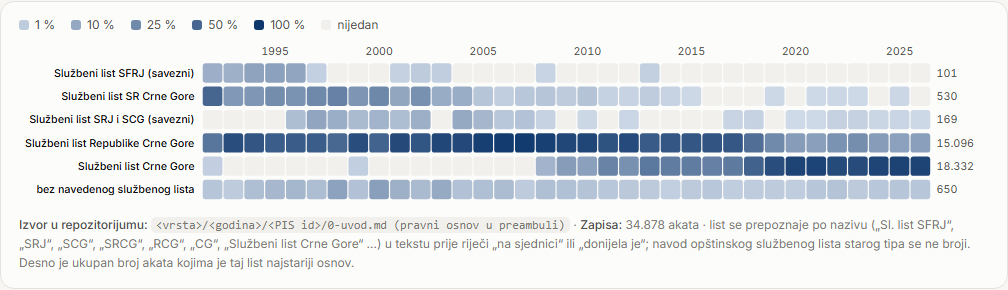 1 % 10 % 25 % 50 % 100 % nijedan
1995 2000 2005 2010 2015 2020 2025
Službeni list SFRJ (savezni) 101
Službeni list SR Crne Gore 530
Službeni list SRJ i SCG (savezni) 169
Službeni list Republike Crne Gore 15.096
Službeni list Crne Gore 18.332
bez navedenog službenog lista 650
Izvor u repozitorijumu: <vrsta>/<godina>/<PIS id>/0-uvod.md (pravni osnov u preambuli) · Zapisa: 34.878 akata · list se prepoznaje po nazivu („Sl. list SFRJ“,
„SRJ“, „SCG“, „SRCG“, „RCG“, „CG“, „Službeni list Crne Gore“ …) u tekstu prije riječi „na sjednici“ ili „donijela je“; navod opštinskog službenog lista starog tipa se ne broji.
Desno je ukupan broj akata kojima je taj list najstariji osnov.